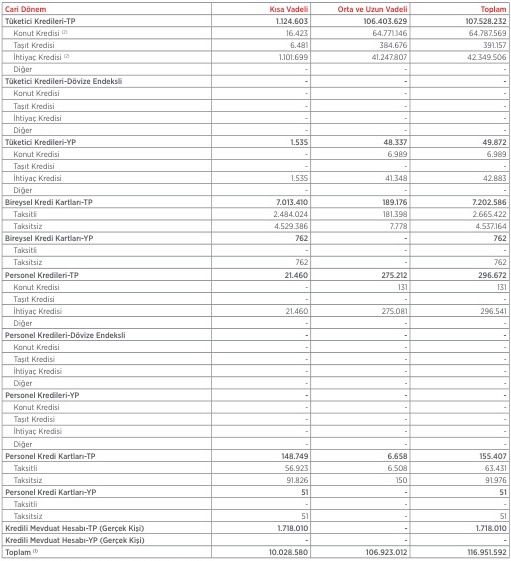 Cari Dönem Kısa Vadeli Orta ve Uzun Vadeli Toplam
Tüketici Kredileri-TP 1.124.603 106.403.629 107.528.232
Konut Kredisi (2) 16.423 64.771.146 64.787.569
Taşıt Kredisi 6.481 384.676 391.157
İhtiyaç Kredisi (2) 1.101.699 41.247.807 42.349.506
Diğer - - -
Tüketici Kredileri-Dövize Endeksli - - -
Konut Kredisi - - -
Taşıt Kredisi - - -
İhtiyaç Kredisi - - -
Diğer - - -
Tüketici Kredileri-YP 1.535 48.337 49.872
Konut Kredisi - 6.989 6.989
Taşıt Kredisi - - -
İhtiyaç Kredisi 1.535 41.348 42.883
Diğer - - -
Bireysel Kredi Kartları-TP 7.013.410 189.176 7.202.586
Taksitli 2.484.024 181.398 2.665.422
Taksitsiz 4.529.386 7.778 4.537.164
Bireysel Kredi Kartları-YP 762 - 762
Taksitli - - -
Taksitsiz 762 - 762
Personel Kredileri-TP 21.460 275.212 296.672
Konut Kredisi - 131 131
Taşıt Kredisi - - -
İhtiyaç Kredisi 21.460 275.081 296.541
Diğer - - -
Personel Kredileri-Dövize Endeksli - - -
Konut Kredisi - - -
Taşıt Kredisi - - -
İhtiyaç Kredisi - - -
Diğer - - -
Personel Kredileri-YP - - -
Konut Kredisi - - -
Taşıt Kredisi - - -
İhtiyaç Kredisi - - -
Diğer - - -
Personel Kredi Kartları-TP 148.749 6.658 155.407
Taksitli 56.923 6.508 63.431
Taksitsiz 91.826 150 91.976
Personel Kredi Kartları-YP 51 - 51
Taksitli - - -
Taksitsiz 51 - 51
Kredili Mevduat Hesabı-TP (Gerçek Kişi) 1.718.010 - 1.718.010
Kredili Mevduat Hesabı-YP (Gerçek Kişi) - - -
Toplam (1) 10.028.580 106.923.012 116.951.592